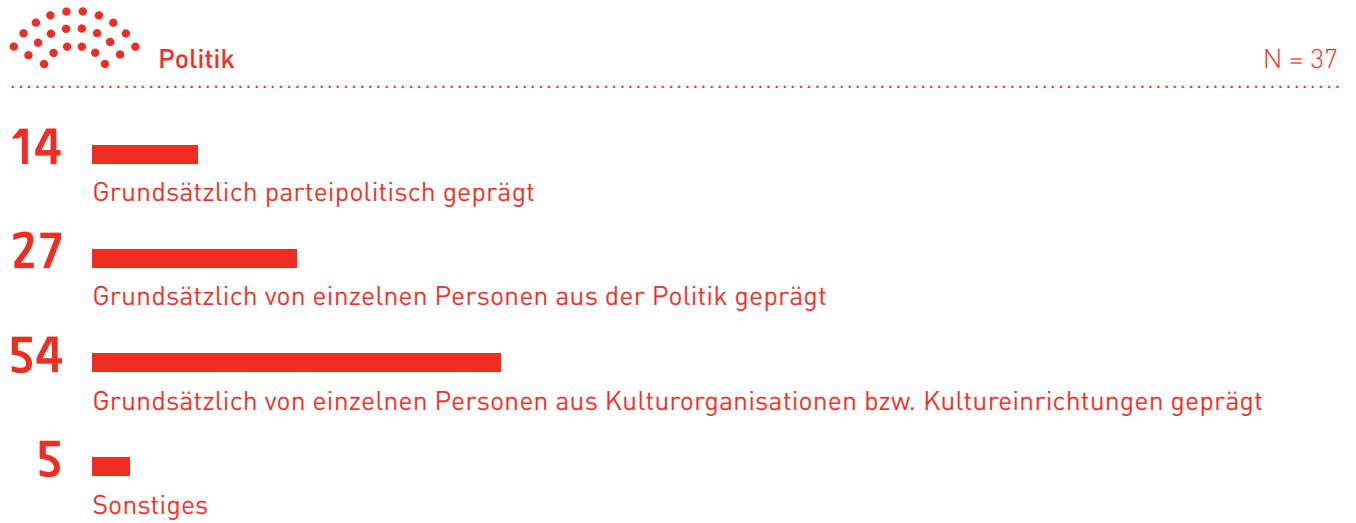 Politik
N = 37
14
Grundsätzlich parteipolitisch geprägt
27
Grundsätzlich von einzelnen Personen aus der Politik geprägt
54
Grundsätzlich von einzelnen Personen aus Kulturorganisationen bzw. Kultureinrichtungen geprägt
5
Sonstiges